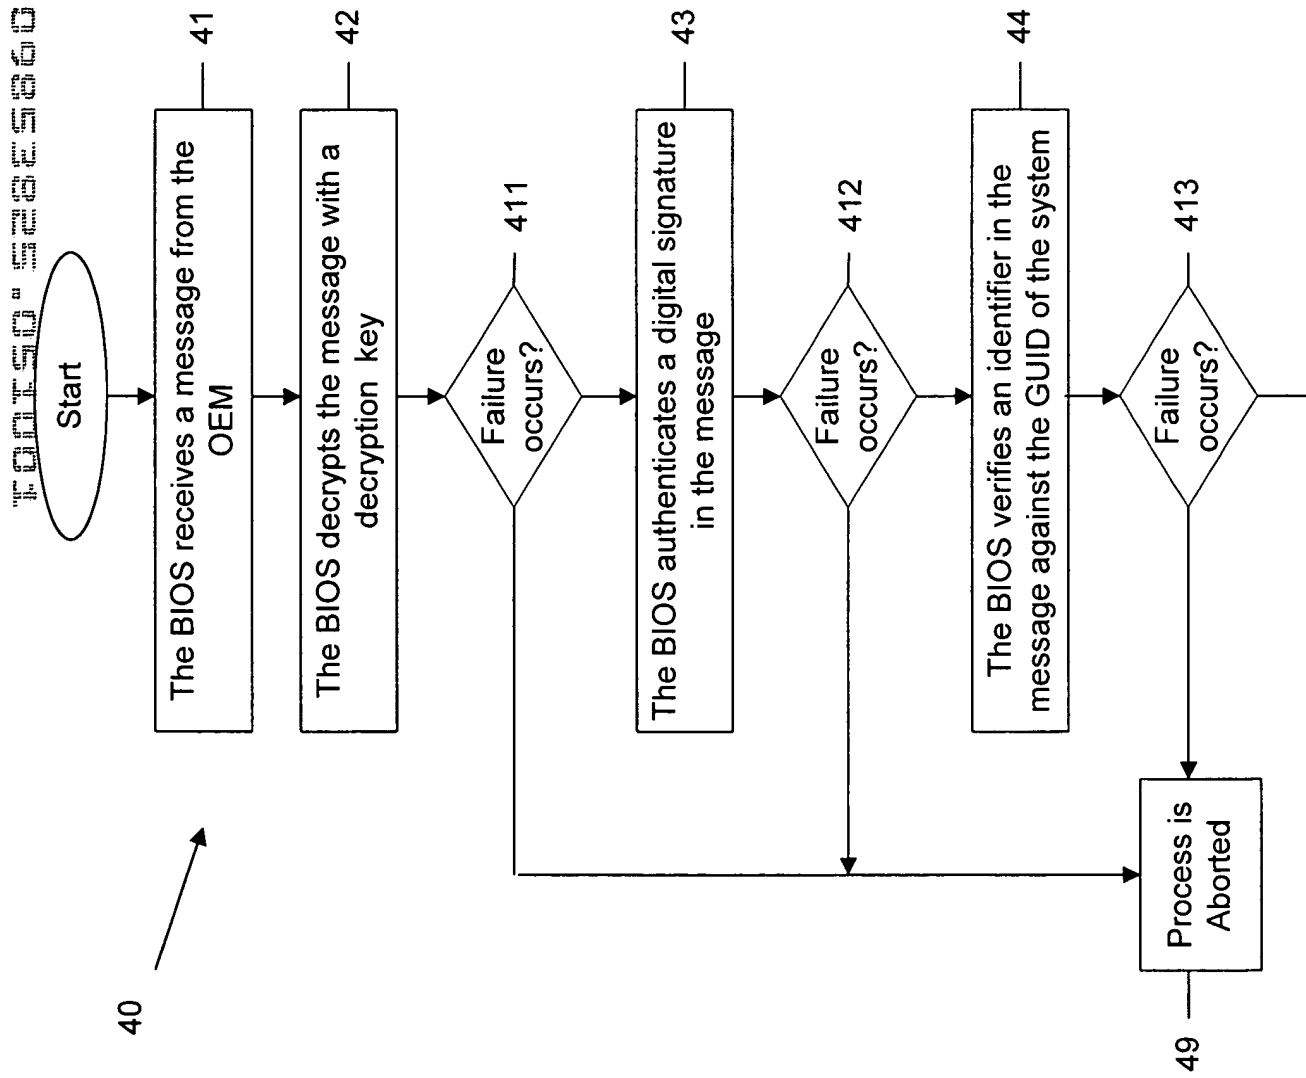 Start
41
The BIOS receives a message from the
OEM
42
The BIOS decrypts the message with a
decryption key
411
Failure
occurs?
43
The BIOS authenticates a digital signature
in the message
412
Failure
occurs?
44
The BIOS verifies an identifier in the
message against the GUID of the system
413
Failure
occurs?
Process is
Aborted
49
40